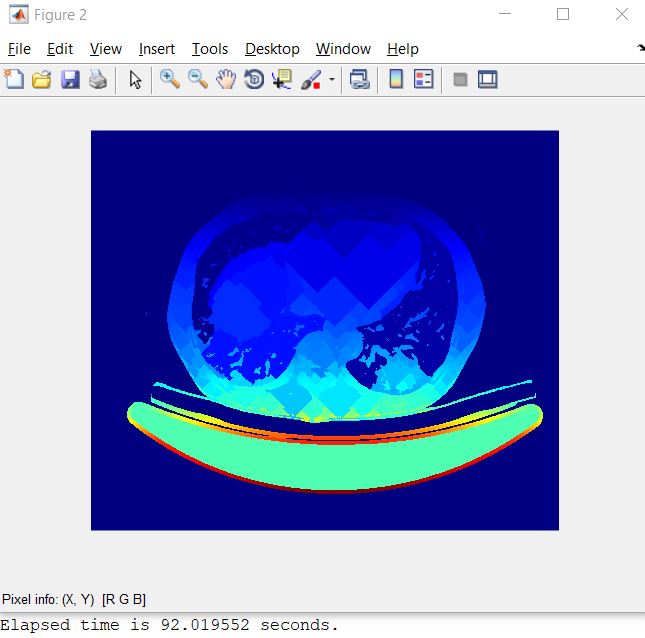 Figure 2
File Edit View Insert Tools Desktop Window Help
Pixel info: (X, Y) [R G B]
Elapsed time is 92.019552 seconds.